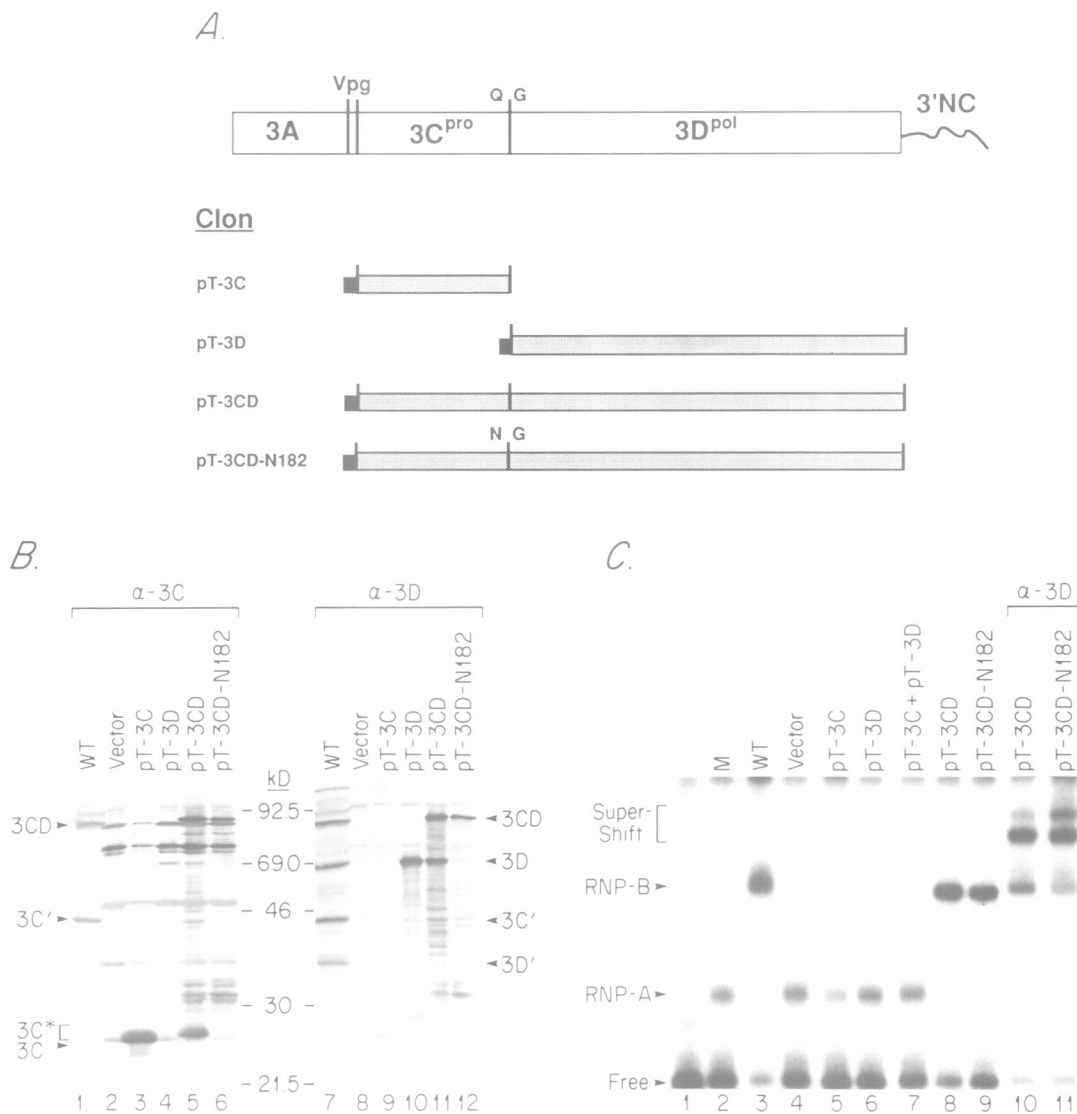 A.
Vpg
Q G
3'NC
3A 3Cpro 3Dpol
Clon
pT-3C
pT-3D
pT-3CD
N G
pT-3CD-N182
B.
α-3C
α-3D
WT
Vector
pT-3C
pT-3D
pT-3CD
pT-3CD-N182
WT
Vector
pT-3C
pT-3D
pT-3CD
pT-3CD-N182
kD
3CD
3C'
3C*
3C
- 92.5 -
- 69.0 -
- 46 -
- 30 -
- 21.5 -
3CD
3D
3C'
3D'
1 2 3 4 5 6
7 8 9 10 11 12
C.
α-3D
M
WT
Vector
pT-3C
pT-3D
pT-3C+pT-3D
pT-3CD
pT-3CD-N182
pT-3CD
pT-3CD-N182
Super-
Shift
RNP-B
RNP-A
Free
1 2 3 4 5 6 7 8 9 10 11